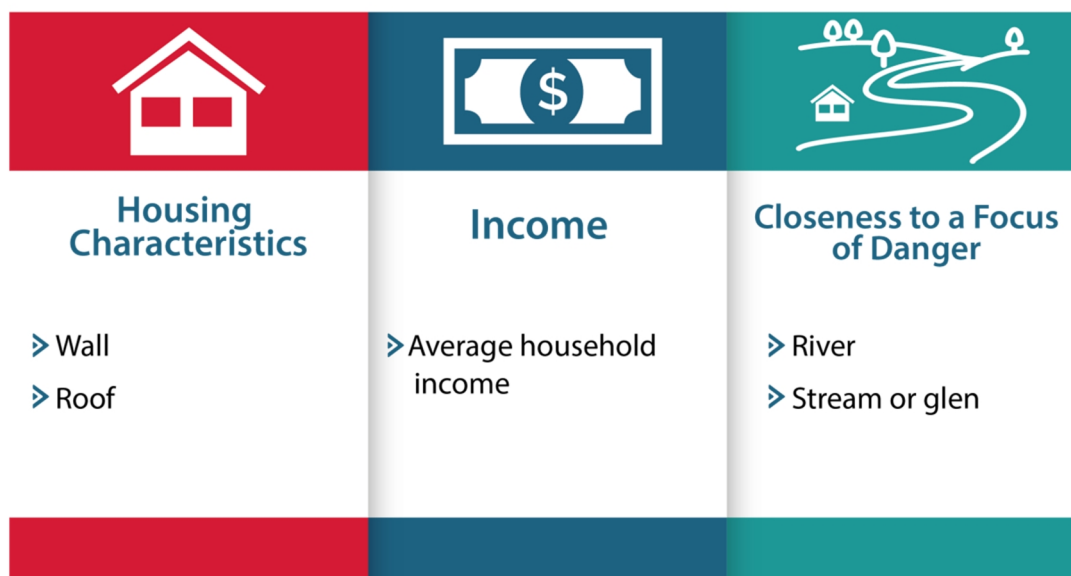 $
Housing
Characteristics
Wall
Roof
Income
Average household
income
Closeness to a Focus
of Danger
River
Stream or glen